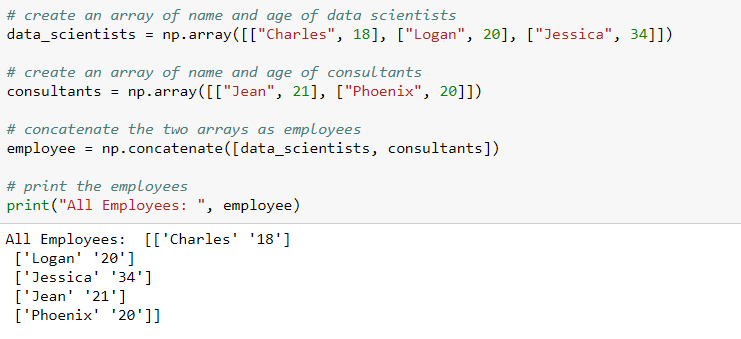 # create an array of name and age of data scientists
data_scientists = np.array([["Charles", 18], ["Logan", 20], ["Jessica", 34]])
# create an array of name and age of consultants
consultants = np.array([["Jean", 21], ["Phoenix", 20]])
# concatenate the two arrays as employees
employee = np.concatenate([data_scientists, consultants])
# print the employees
print("All Employees: ", employee)
All Employees:  [['Charles' '18']
 ['Logan' '20']
 ['Jessica' '34']
 ['Jean' '21']
 ['Phoenix' '20']]